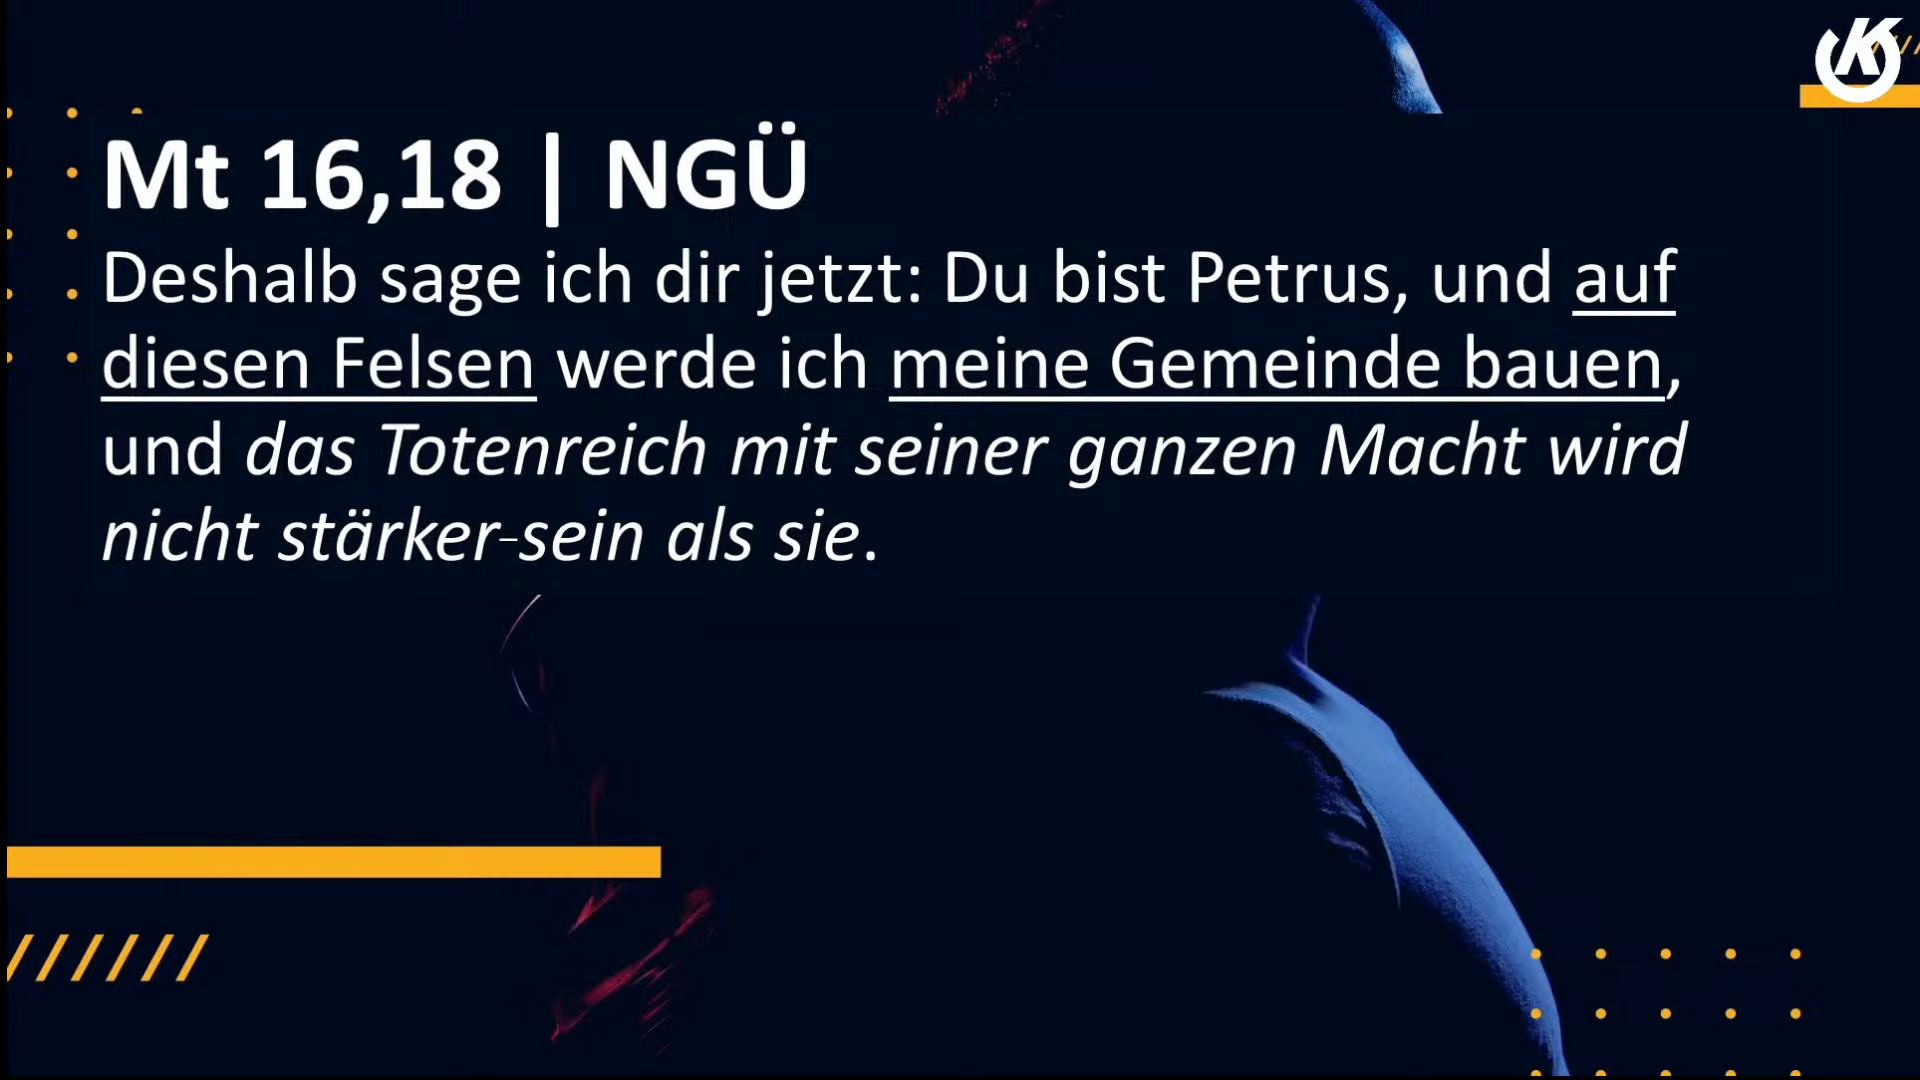 Mt 16,18 | NGÜ
Deshalb sage ich dir jetzt: Du bist Petrus, und auf
diesen Felsen werde ich meine Gemeinde bauen,
und das Totenreich mit seiner ganzen Macht wird
nicht stärker-sein als sie.
K